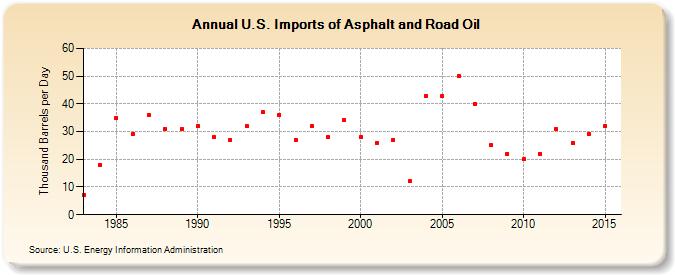 Annual U.S. Imports of Asphalt and Road Oil
Thousand Barrels per Day
60
50
40
30
20
10
0
1985 1990 1995 2000 2005 2010 2015
Source: U.S. Energy Information Administration